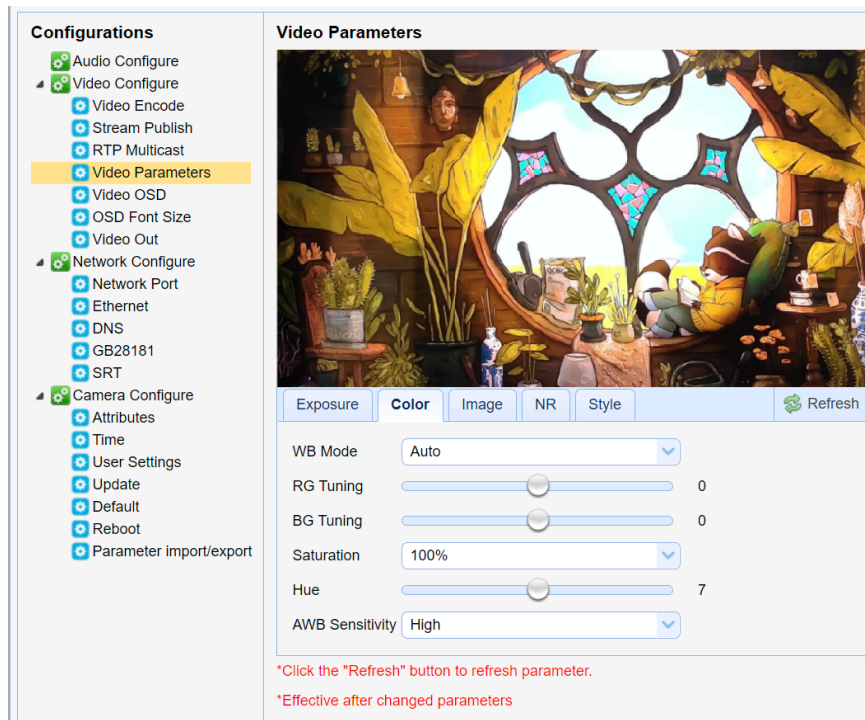 Configurations
Audio Configure
Video Configure
Video Encode
Stream Publish
RTP Multicast
Video Parameters
Video OSD
OSD Font Size
Video Out
Network Configure
Network Port
Ethernet
DNS
GB28181
SRT
Camera Configure
Attributes
Time
User Settings
Update
Default
Reboot
Parameter import/export
Video Parameters
Exposure Color Image NR Style Refresh
WB Mode Auto
RG Tuning 0
BG Tuning 0
Saturation 100%
Hue 7
AWB Sensitivity High
*Click the "Refresh" button to refresh parameter.
*Effective after changed parameters